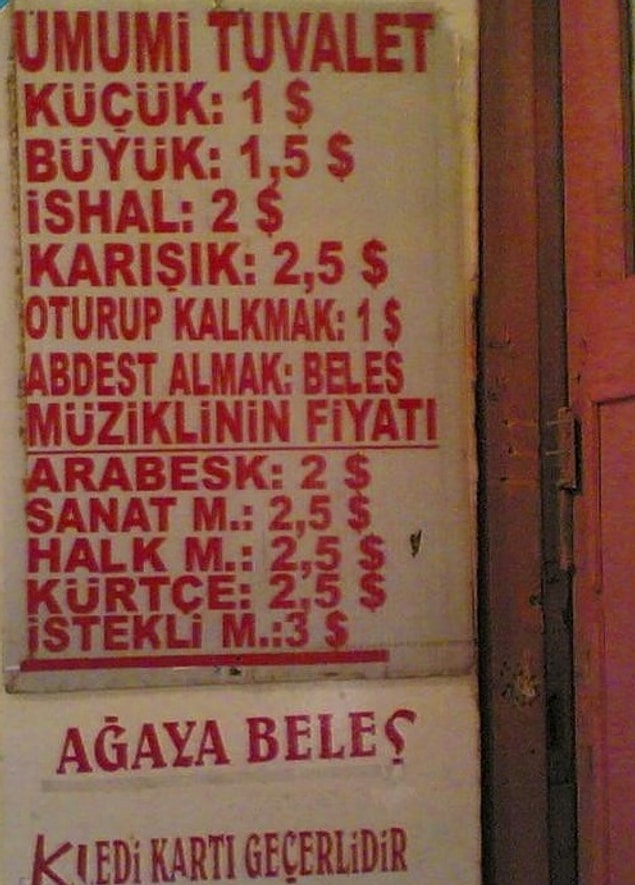 UMUMİ TUVALET
KÜÇÜK: 1 $
BÜYÜK: 1,5 $
İSHAL: 2 $
KARIŞIK: 2,5 $
OTURUP KALKMAK: 1 $
ABDEST ALMAK: BELEŞ
MÜZİKLİNİN FİYATI
ARABESK: 2 $
SANAT M.: 2,5 $
HALK M.: 2,5 $
KÜRTÇE: 2,5 $
İSTEKLİ M.:3 $
AĞAYA BELEŞ
KLEDİ KARTI GEÇERLİDİR